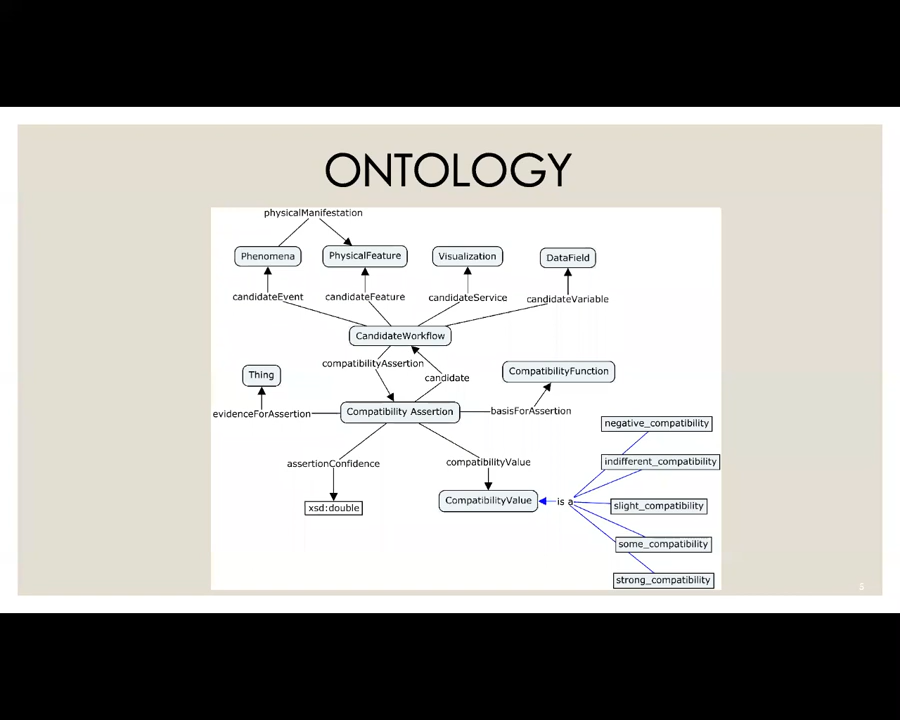 ONTOLOGY
physicalManifestation
Phenomena
PhysicalFeature
Visualization
DataField
candidateEvent
candidateFeature
candidateService
candidateVariable
CandidateWorkflow
compatibilityAssertion
candidate
Thing
CompatibilityFunction
evidenceForAssertion
Compatibility Assertion
basisForAssertion
negative_compatibility
assertionConfidence
compatibilityValue
indifferent_compatibility
xsd:double
CompatibilityValue
is a
slight_compatibility
some_compatibility
strong_compatibility
5